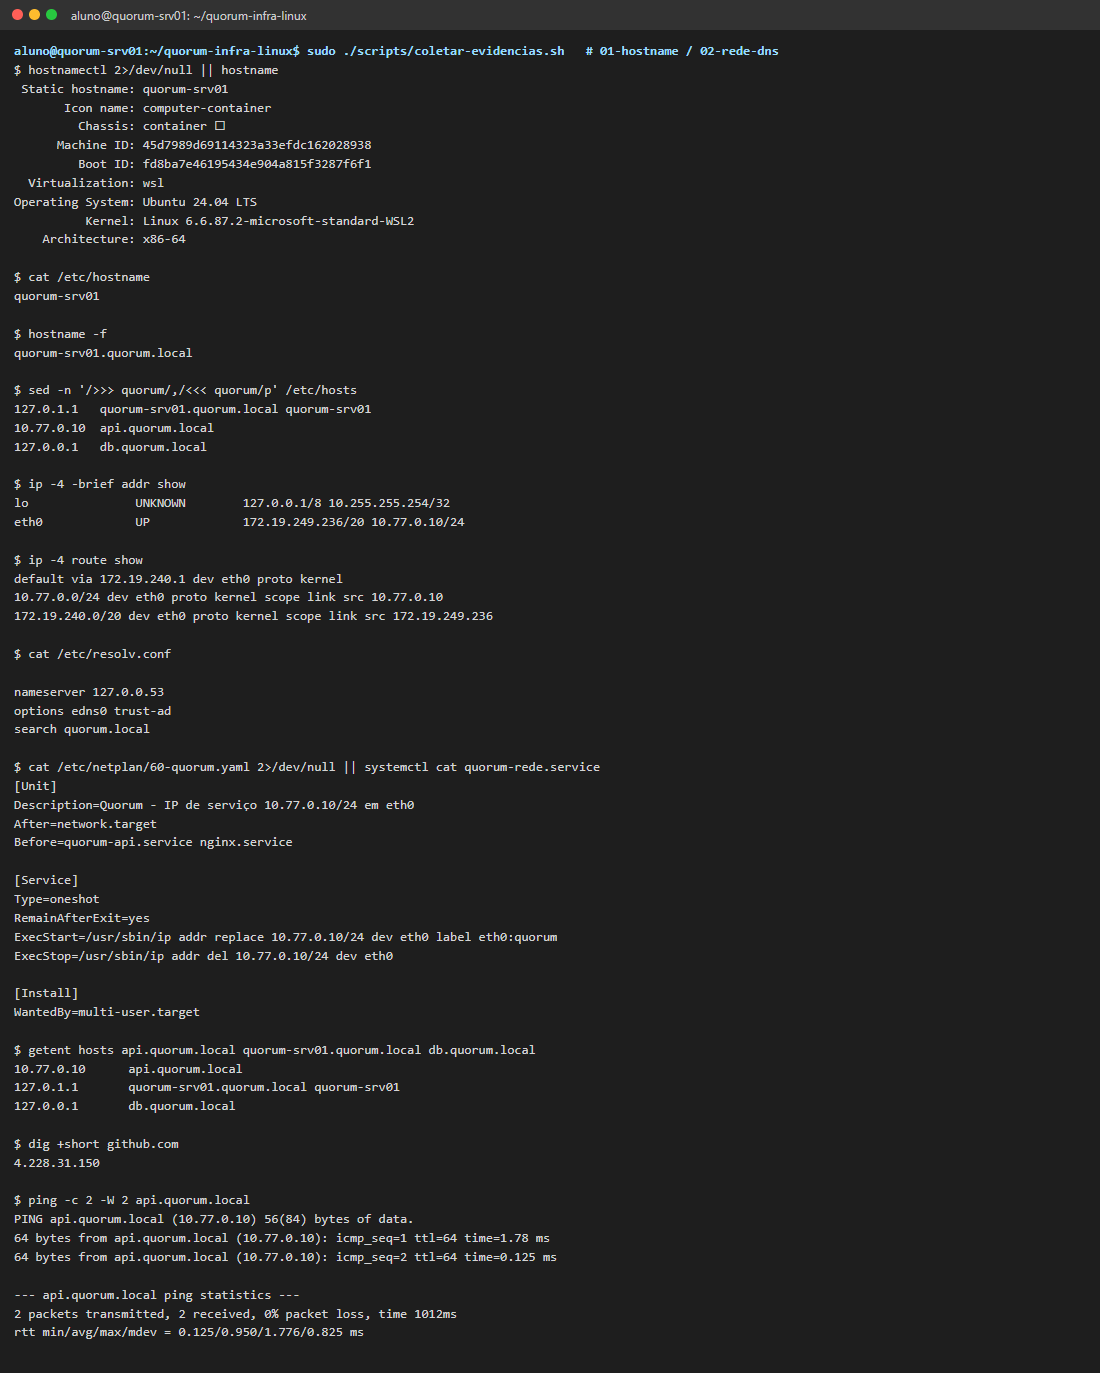 aluno@quorum-srv01: ~/quorum-infra-linux
aluno@quorum-srv01:~/quorum-infra-linux$ sudo ./scripts/coletar-evidencias.sh   # 01-hostname / 02-rede-dns
$ hostnamectl 2>/dev/null || hostname
 Static hostname: quorum-srv01
       Icon name: computer-container
         Chassis: container ☐
      Machine ID: 45d7989d69114323a33efdc162028938
         Boot ID: fd8ba7e46195434e904a815f3287f6f1
  Virtualization: wsl
Operating System: Ubuntu 24.04 LTS
          Kernel: Linux 6.6.87.2-microsoft-standard-WSL2
    Architecture: x86-64
$ cat /etc/hostname
quorum-srv01
$ hostname -f
quorum-srv01.quorum.local
$ sed -n '/>>> quorum/,/<<< quorum/p' /etc/hosts
127.0.1.1   quorum-srv01.quorum.local quorum-srv01
10.77.0.10  api.quorum.local
127.0.0.1   db.quorum.local
$ ip -4 -brief addr show
lo               UNKNOWN        127.0.0.1/8 10.255.255.254/32
eth0             UP             172.19.249.236/20 10.77.0.10/24
$ ip -4 route show
default via 172.19.240.1 dev eth0 proto kernel
10.77.0.0/24 dev eth0 proto kernel scope link src 10.77.0.10
172.19.240.0/20 dev eth0 proto kernel scope link src 172.19.249.236
$ cat /etc/resolv.conf
nameserver 127.0.0.53
options edns0 trust-ad
search quorum.local
$ cat /etc/netplan/60-quorum.yaml 2>/dev/null || systemctl cat quorum-rede.service
[Unit]
Description=Quorum - IP de serviço 10.77.0.10/24 em eth0
After=network.target
Before=quorum-api.service nginx.service
[Service]
Type=oneshot
RemainAfterExit=yes
ExecStart=/usr/sbin/ip addr replace 10.77.0.10/24 dev eth0 label eth0:quorum
ExecStop=/usr/sbin/ip addr del 10.77.0.10/24 dev eth0
[Install]
WantedBy=multi-user.target
$ getent hosts api.quorum.local quorum-srv01.quorum.local db.quorum.local
10.77.0.10      api.quorum.local
127.0.1.1       quorum-srv01.quorum.local quorum-srv01
127.0.0.1       db.quorum.local
$ dig +short github.com
4.228.31.150
$ ping -c 2 -W 2 api.quorum.local
PING api.quorum.local (10.77.0.10) 56(84) bytes of data.
64 bytes from api.quorum.local (10.77.0.10): icmp_seq=1 ttl=64 time=1.78 ms
64 bytes from api.quorum.local (10.77.0.10): icmp_seq=2 ttl=64 time=0.125 ms
--- api.quorum.local ping statistics ---
2 packets transmitted, 2 received, 0% packet loss, time 1012ms
rtt min/avg/max/mdev = 0.125/0.950/1.776/0.825 ms